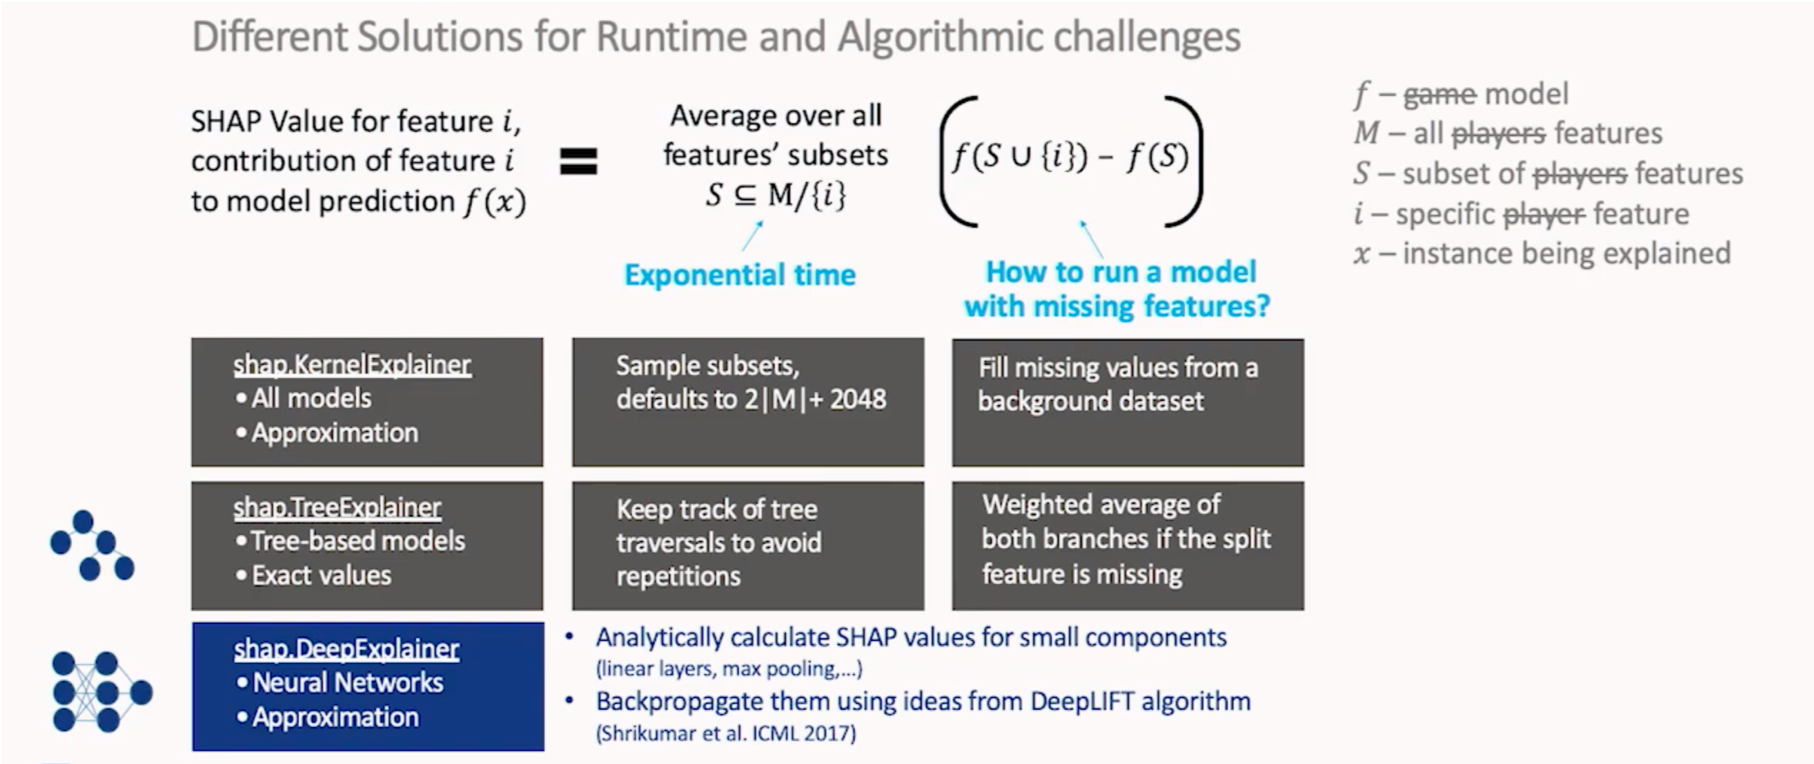 Different Solutions for Runtime and Algorithmic challenges
SHAP Value for feature i,
contribution of feature i
to model prediction f(x)
=
Average over all
features’ subsets
S ⊆ M/{i}
(f(S ∪ {i}) − f(S))
Exponential time
How to run a model
with missing features?
f – game model
M – all players features
S – subset of players features
i – specific player feature
x – instance being explained
shap.KernelExplainer
• All models
• Approximation
Sample subsets,
defaults to 2|M|+ 2048
Fill missing values from a
background dataset
shap.TreeExplainer
• Tree-based models
• Exact values
Keep track of tree
traversals to avoid
repetitions
Weighted average of
both branches if the split
feature is missing
shap.DeepExplainer
• Neural Networks
• Approximation
• Analytically calculate SHAP values for small components
(linear layers, max pooling,...)
• Backpropagate them using ideas from DeepLIFT algorithm
(Shrikumar et al. ICML 2017)